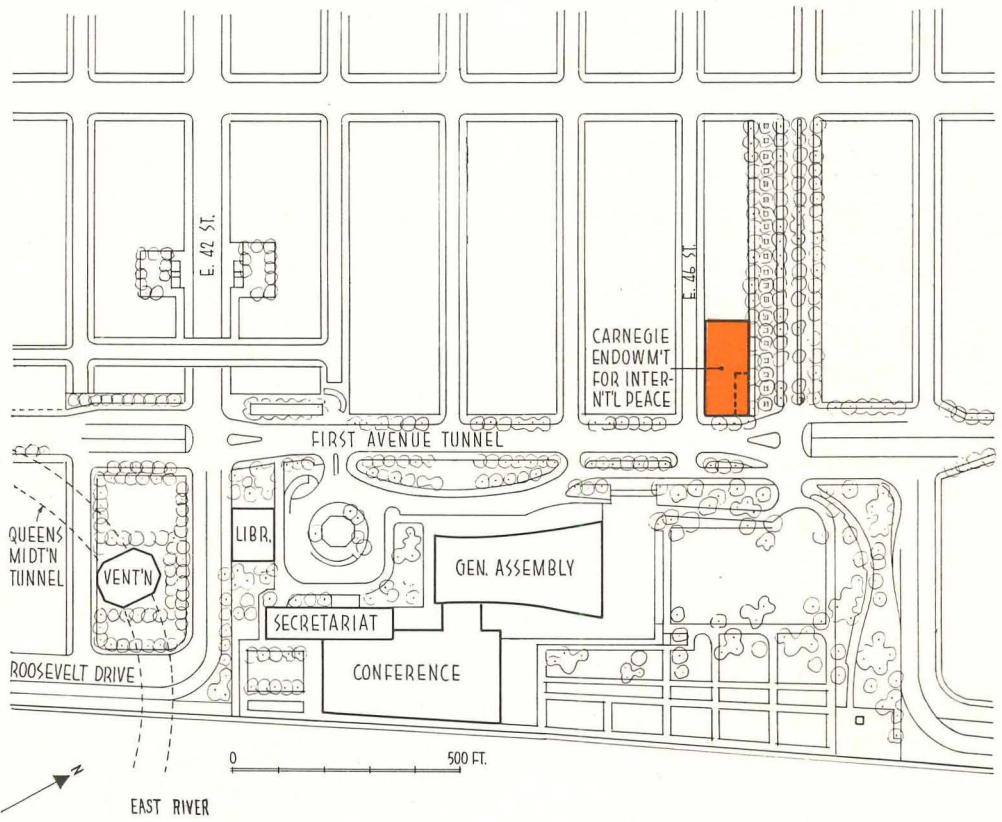 E. 42 ST.
E. 46 ST.
CARNEGIE
ENDOWM'T
FOR INTER-
N'T'L PEACE
FIRST AVENUE TUNNEL
QUEENS
MIDT'N
TUNNEL
VENT'N
LIBR.
GEN. ASSEMBLY
SECRETARIAT
CONFERENCE
ROOSEVELT DRIVE
0 500 FT.
N
EAST RIVER